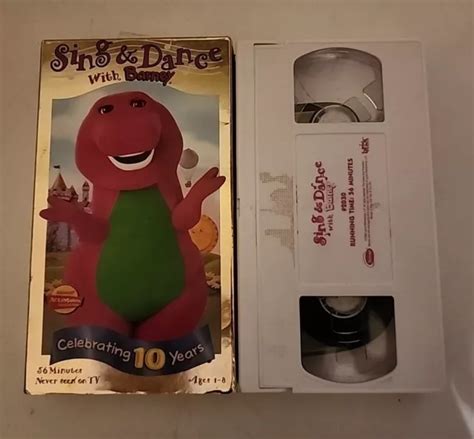 Sing & Dance
With Barney
Celebrating 10 Years
56 Minutes
Never seen on TV
Ages 1-8
Sing & Dance
with Barney
RUNNING TIME: 56 MINUTES